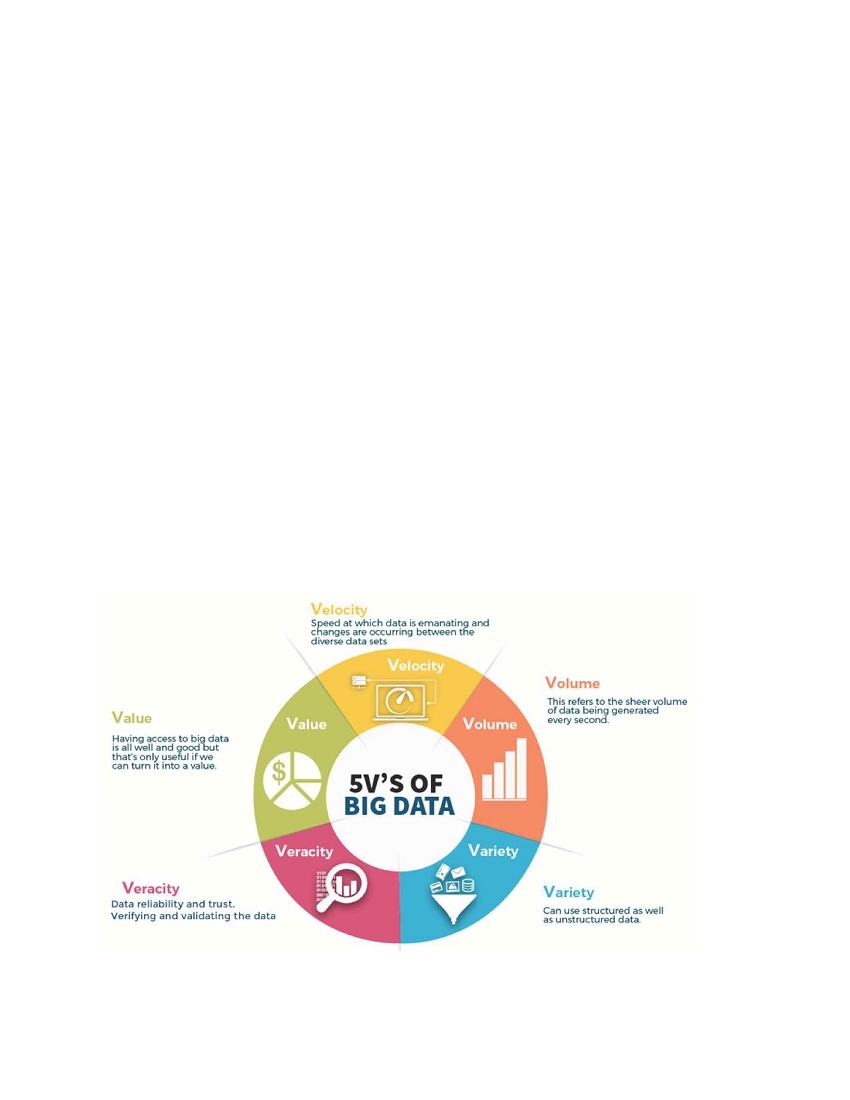 Velocity
Speed at which data is emanating and
changes are occurring between the
diverse data sets
Velocity
Volume
This refers to the sheer volume
of data being generated
every second.
Value
Having access to big data
is all well and good but
that's only useful if we
can turn it into a value.
Value
$
Volume
5V'S OF
BIG DATA
Veracity
Variety
Veracity
Data reliability and trust.
Verifying and validating the data
Variety
Can use structured as well
as unstructured data.